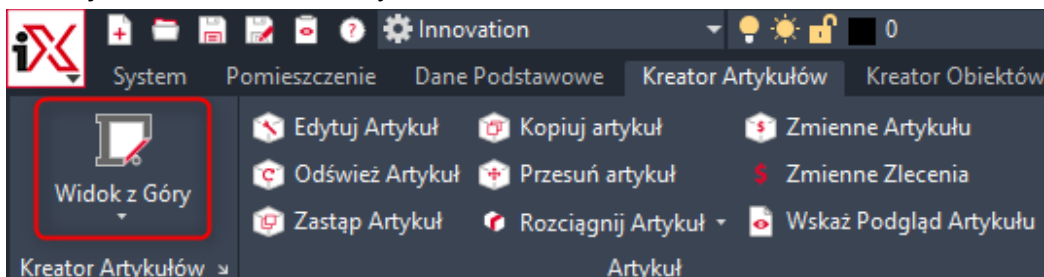 iX
Innovation
0
System Pomieszczenie Dane Podstawowe Kreator Artykułów Kreator Obiektów
Edytuj Artykuł Kopiuj artykuł $ Zmienne Artykułu
Widok z Góry
Odśwież Artykuł Przesuń artykuł $ Zmienne Zlecenia
Zastąp Artykuł Rozciągnij Artykuł Wskaż Podgląd Artykułu
Kreator Artykułów Artykuł